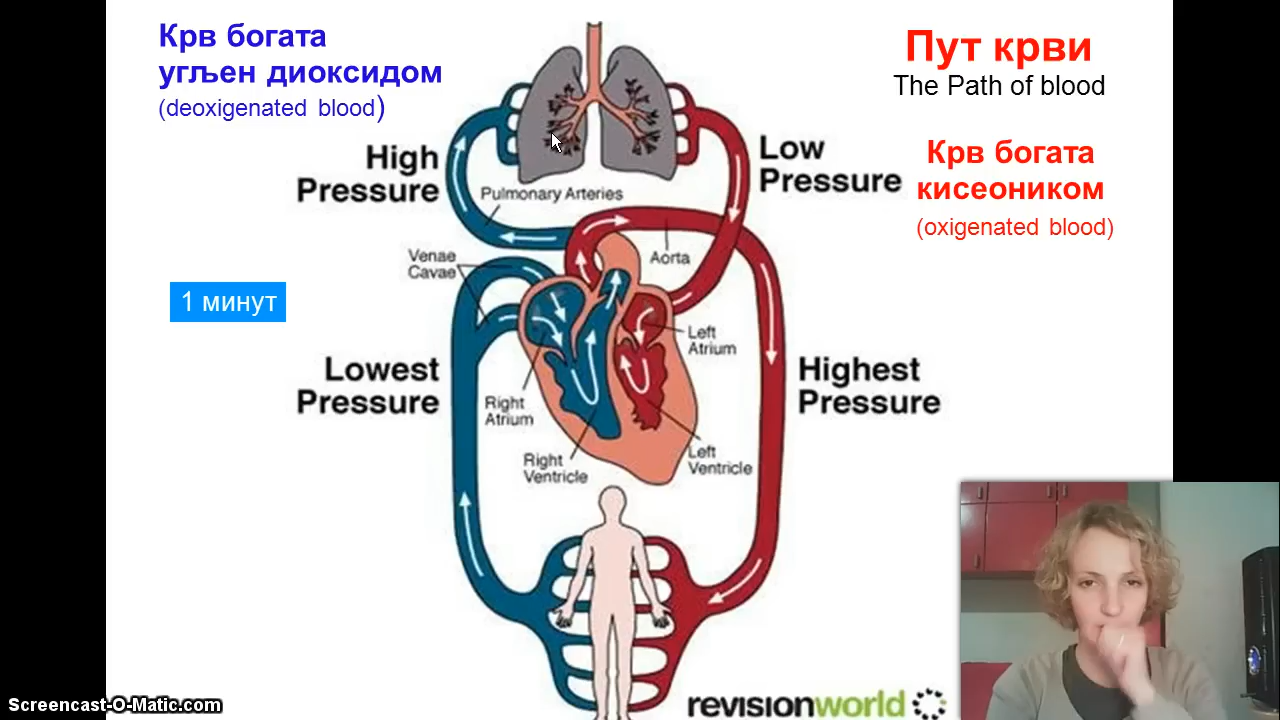 Крв богата
угљен диоксидом
(deoxigenated blood)
Пут крви
The Path of blood
High
Pressure
Low
Pressure
Крв богата
кисеоником
(oxigenated blood)
Pulmonary Arteries
Venae
Cavae
Aorta
1 минут
Left
Atrium
Lowest
Pressure
Highest
Pressure
Right
Atrium
Right
Ventricle
Left
Ventricle
revisionworld
Screencast-O-Matic.com